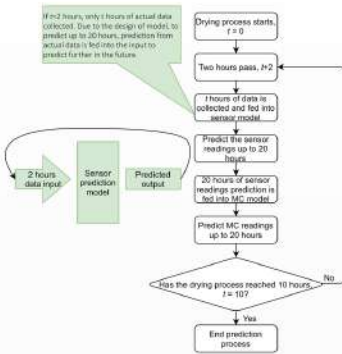 If t=2 hours, only t hours of actual data
collected. Due to the design of model, to
predict up to 20 hours, prediction from
actual data is fed into the input to
predict further in the future.
Drying process starts,
t = 0
Two hours pass, t+2
t hours of data is
collected and fed into
sensor model
Predict the sensor
readings up to 20
hours
20 hours of sensor
readings prediction is
fed into MC model
Predict MC readings
up to 20 hours
Has the drying process reached 10 hours,
t = 10?
No
Yes
End prediction
process
2 hours
data input
Sensor
prediction
model
Predicted
output